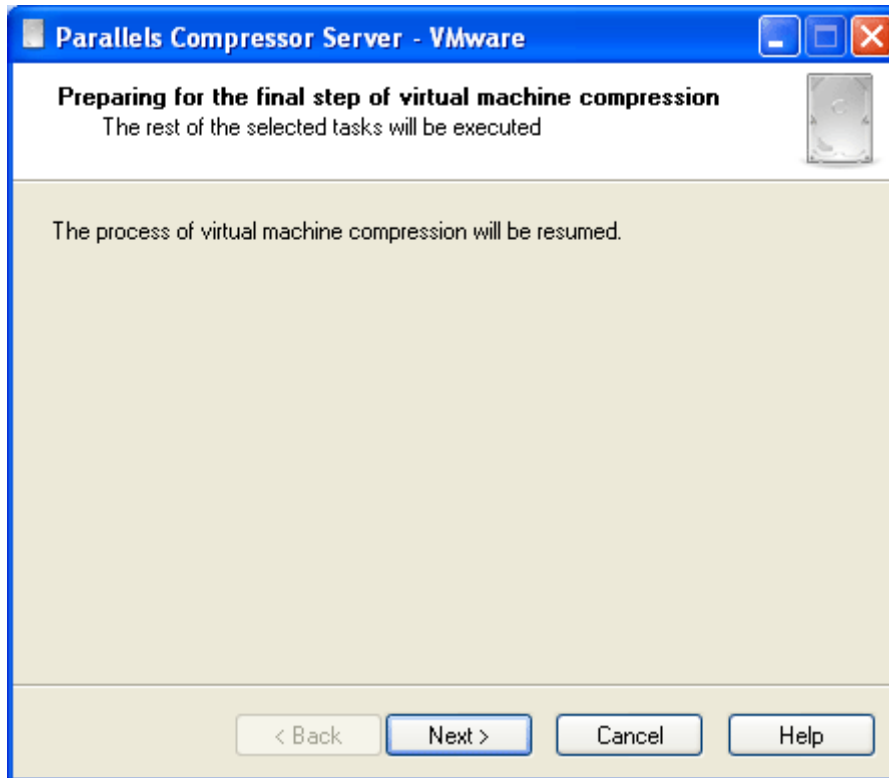 Parallels Compressor Server - VMware
Preparing for the final step of virtual machine compression
The rest of the selected tasks will be executed
The process of virtual machine compression will be resumed.
< Back
Next >
Cancel
Help